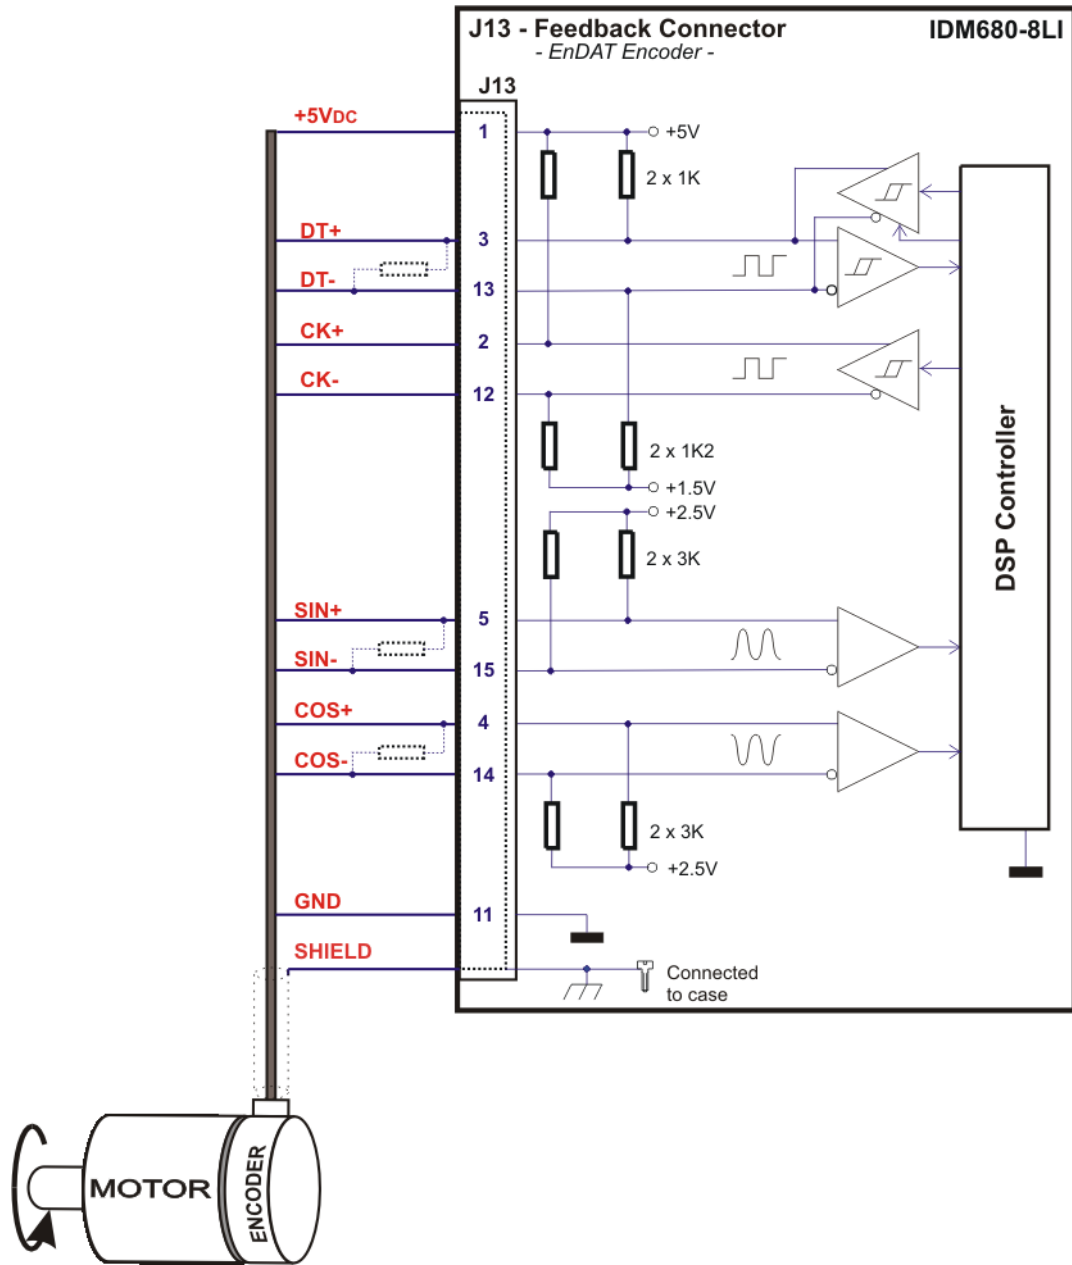 J13 - Feedback Connector
IDM680-8LI
- EnDAT Encoder -
J13
+5VDC
1
+5V
2 x 1K
DT+
3
DT-
13
CK+
2
CK-
12
2 x 1K2
+1.5V
+2.5V
2 x 3K
DSP Controller
SIN+
5
SIN-
15
COS+
4
COS-
14
2 x 3K
+2.5V
GND
11
SHIELD
Connected
to case
MOTOR
ENCODER